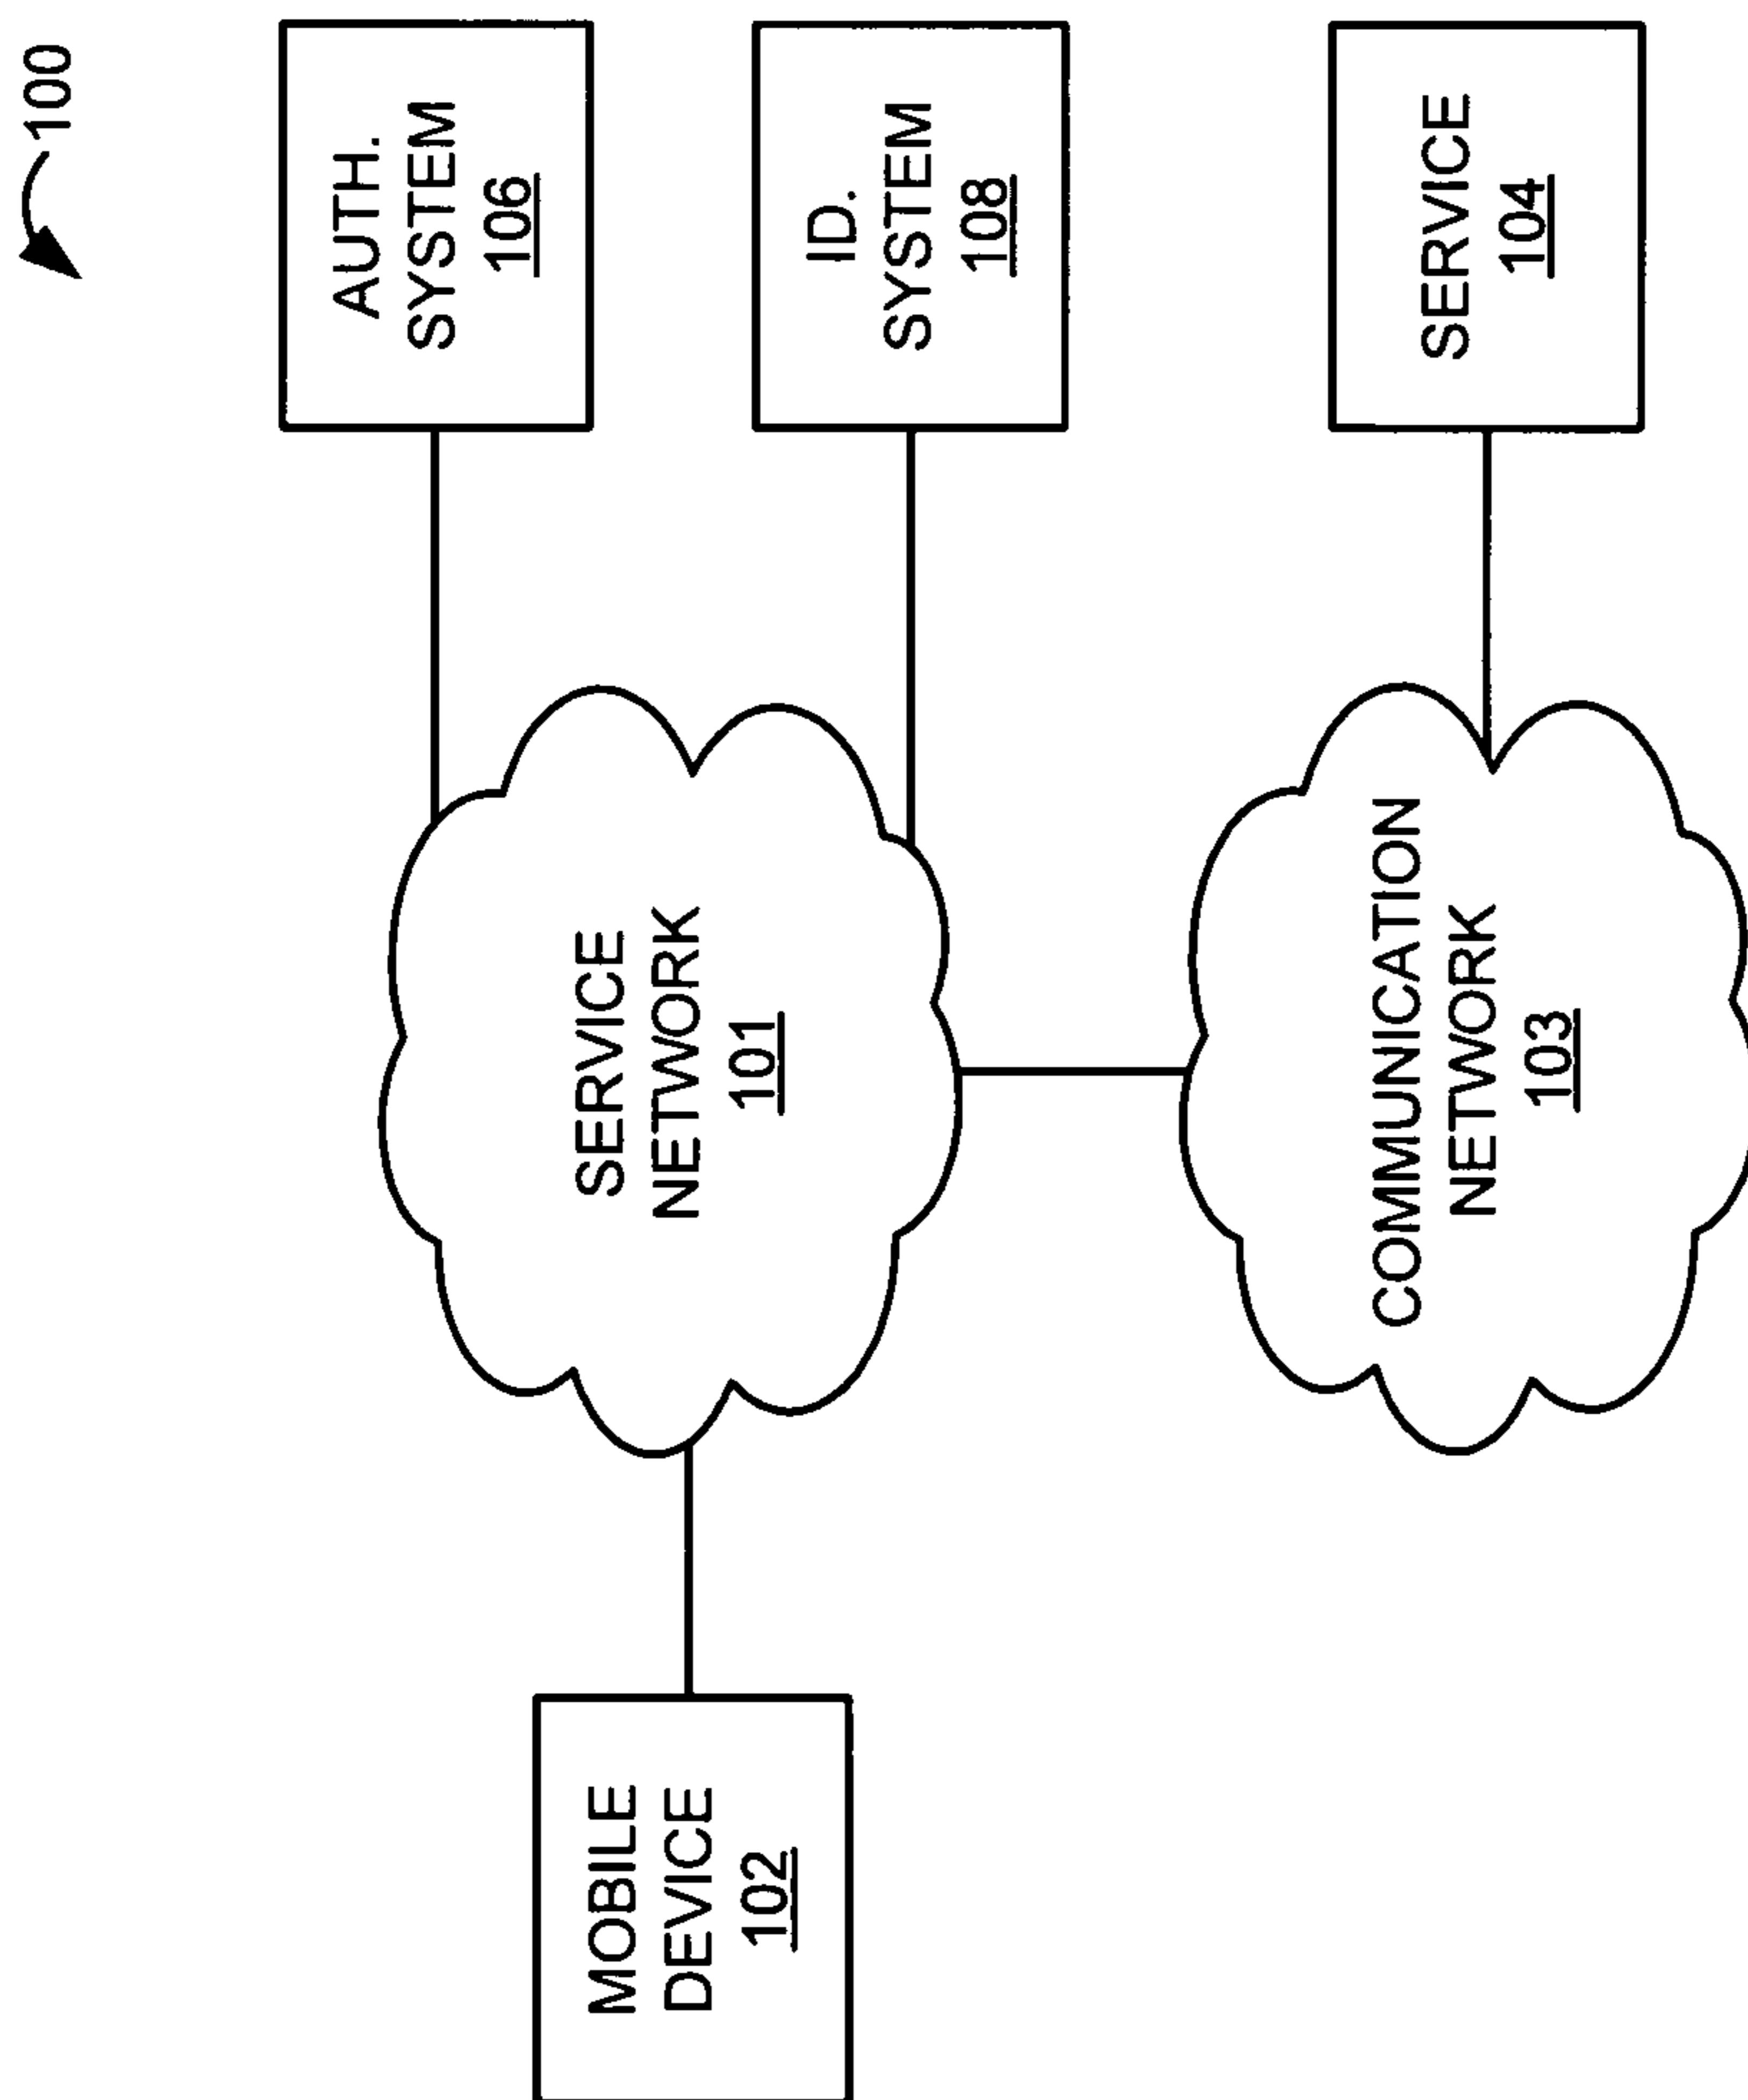 100
AUTH.
SYSTEM
106
ID.
SYSTEM
108
SERVICE
104
SERVICE
NETWORK
101
COMMUNICATION
NETWORK
103
MOBILE
DEVICE
102